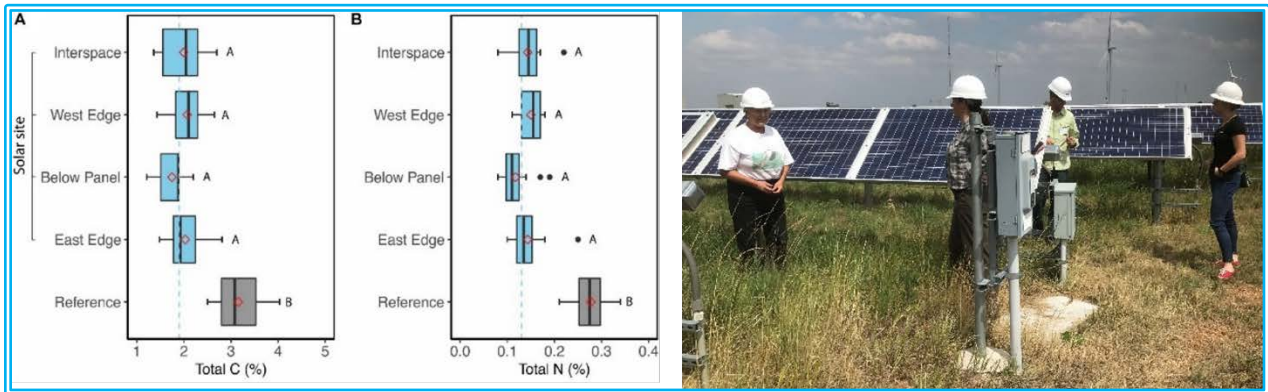 A
B
Solar site
Interspace
West Edge
Below Panel
East Edge
Reference
A
A
A
A
B
1
2
3
4
5
Total C (%)
Interspace
West Edge
Below Panel
East Edge
Reference
A
A
A
A
B
0.0
0.1
0.2
0.3
0.4
Total N (%)